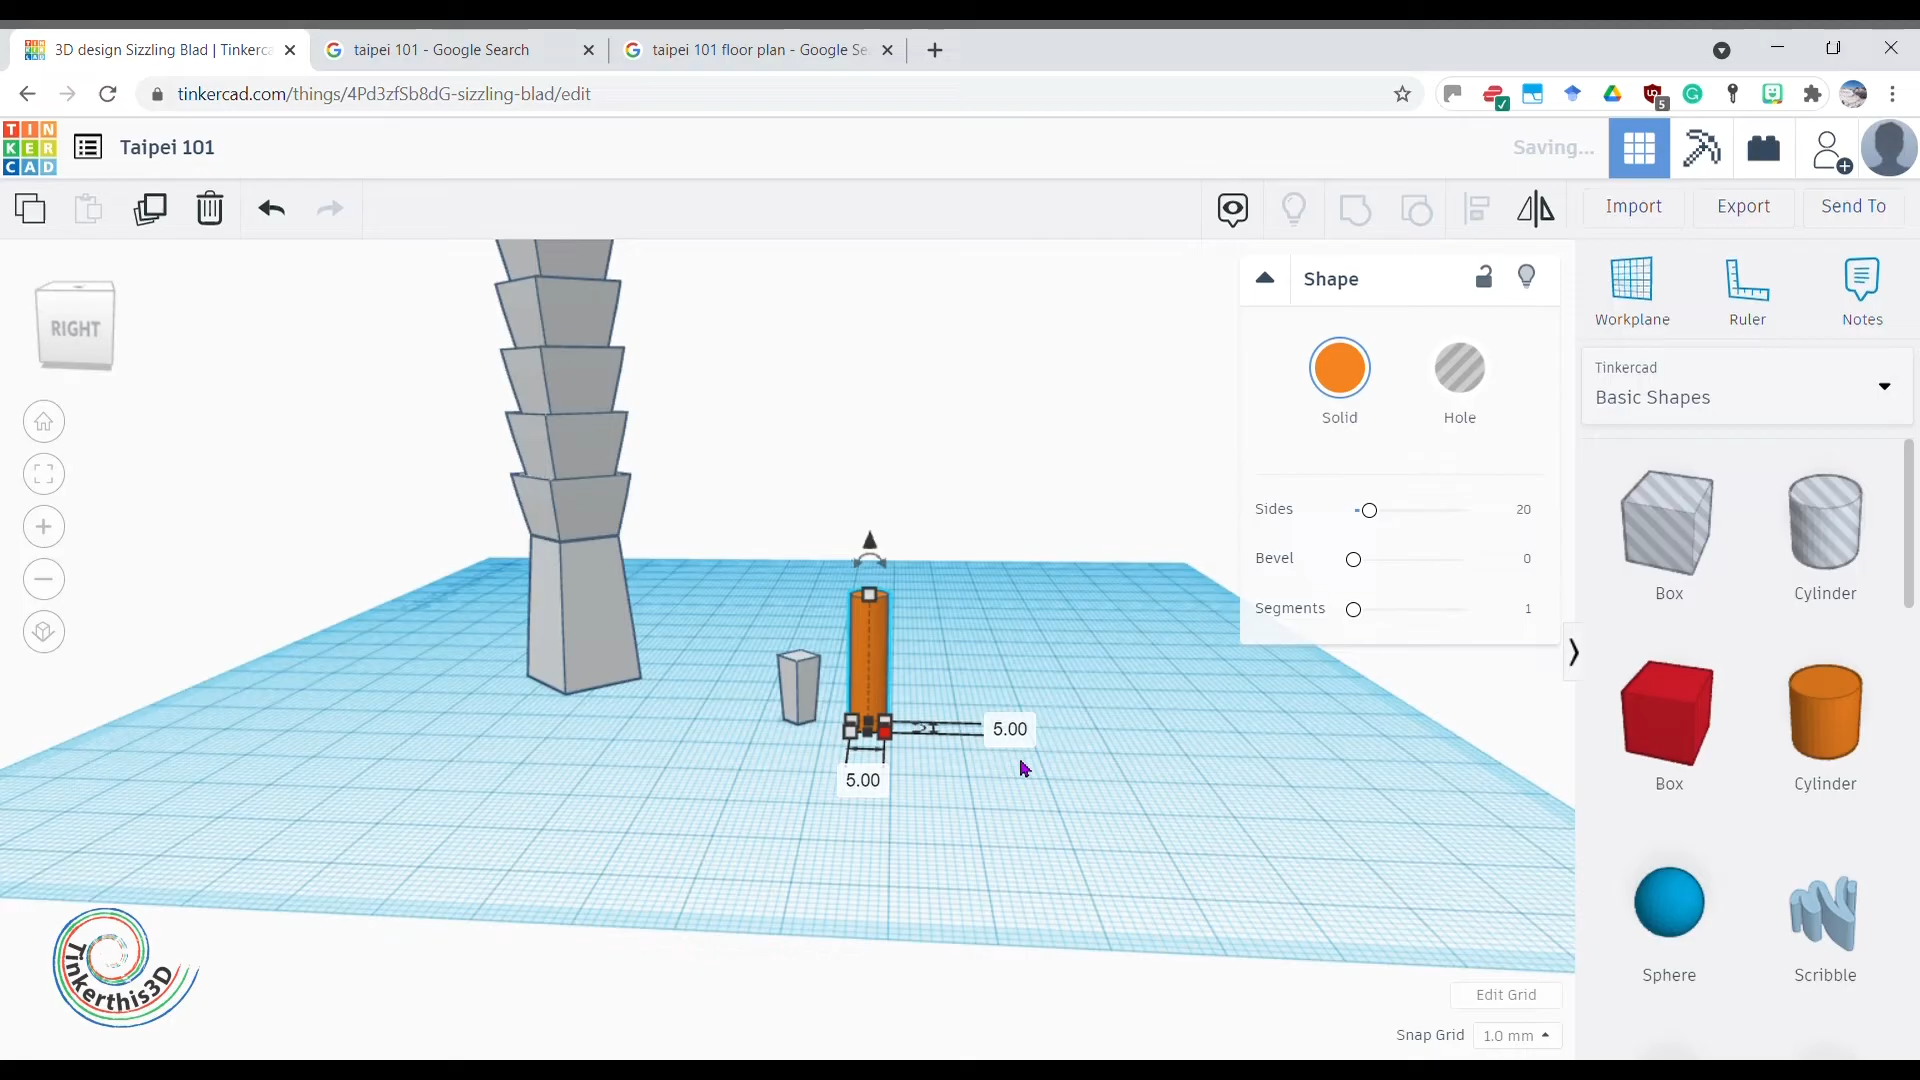 3D design Sizzling Blad | Tinkerca
taipei 101 - Google Search
taipei 101 floor plan - Google Se
tinkercad.com/things/4Pd3zfSb8dG-sizzling-blad/edit
5
TIN
KER
CAD
Taipei 101
Saving...
Import
Export
Send To
RIGHT
Shape
Solid
Hole
Sides
20
Bevel
0
Segments
1
Workplane
Ruler
Notes
Tinkercad
Basic Shapes
Box
Cylinder
Box
Cylinder
Sphere
Scribble
5.00
5.00
Tinkerthis3D
Edit Grid
Snap Grid
1.0 mm